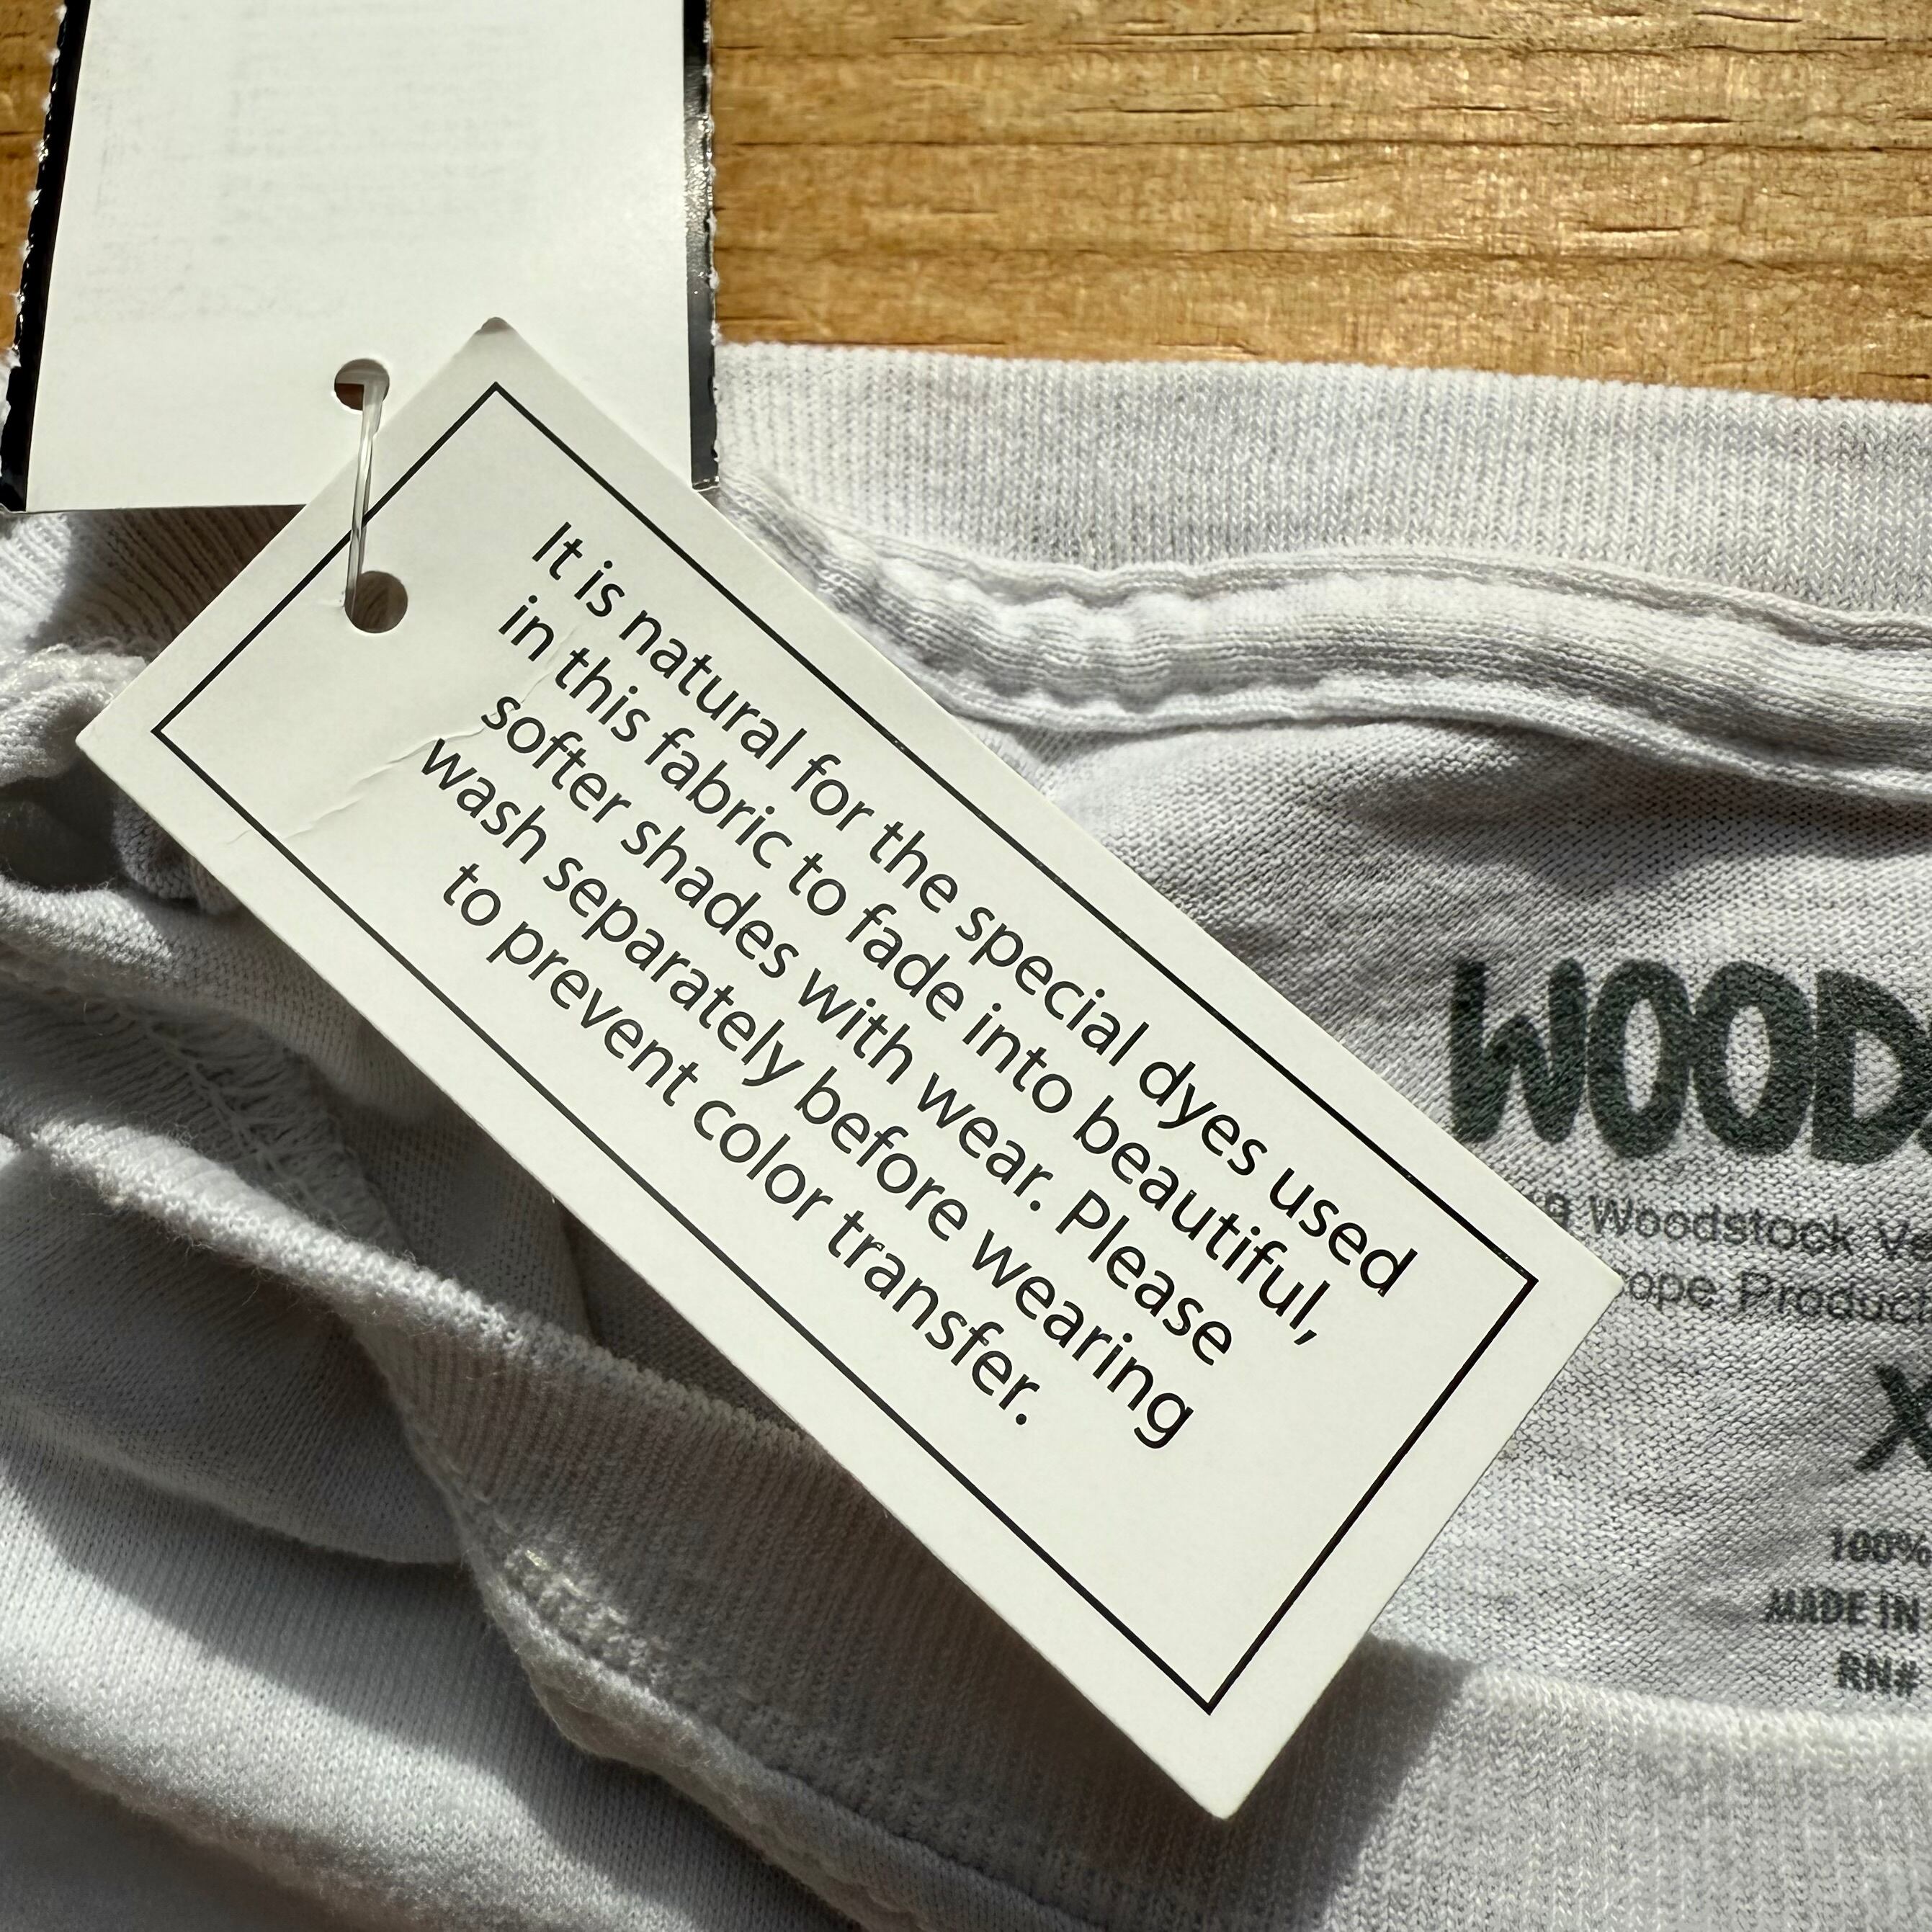 It is natural for the special dyes used
in this fabric to fade into beautiful,
softer shades with wear. Please
wash separately before wearing
to prevent color transfer.
WOOD
Woodstock
100%
MADE IN
RN#